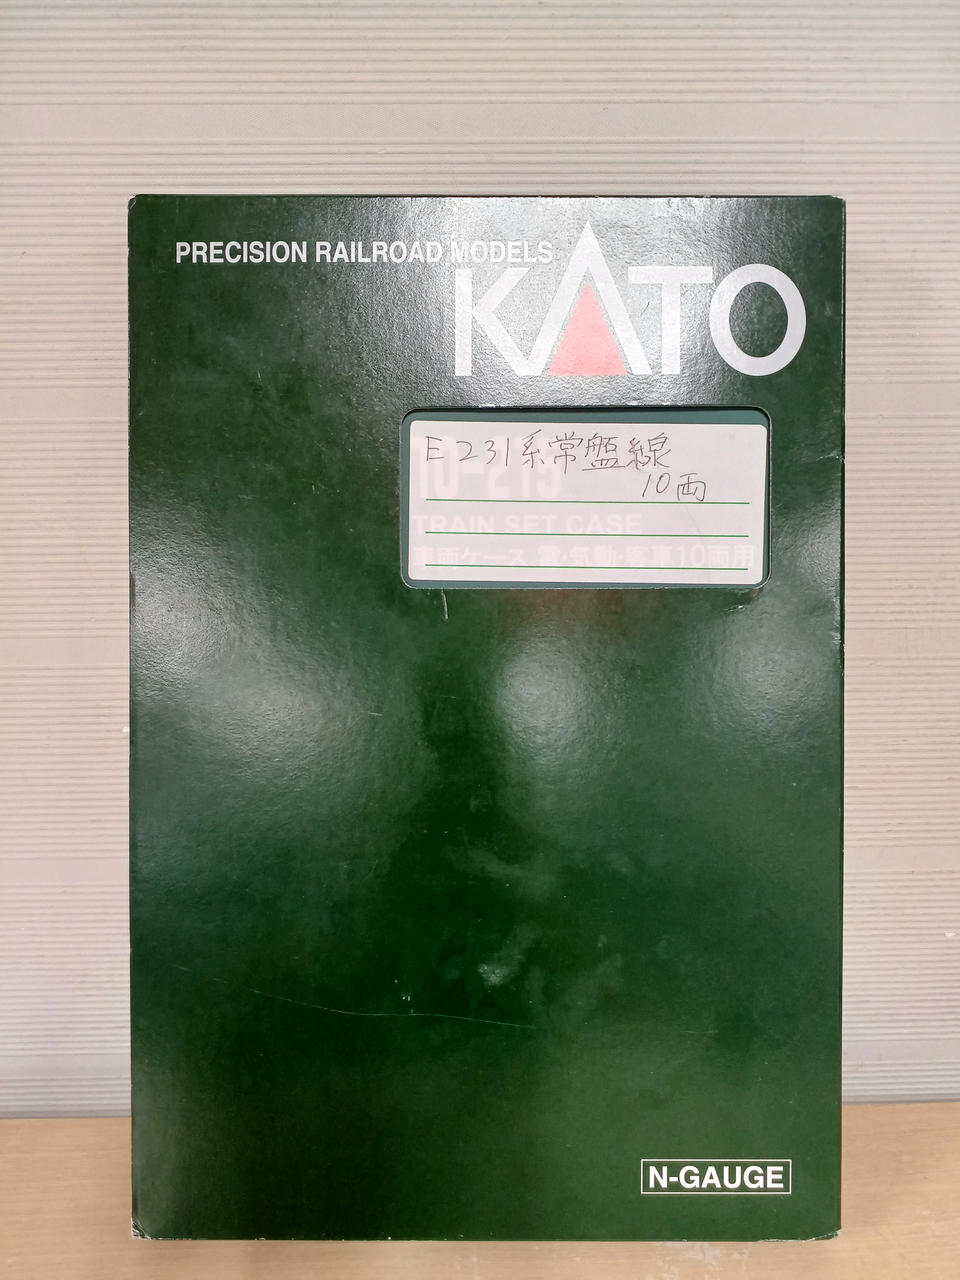 PRECISION RAILROAD MODELS
KATO
E231系常盤線
10両
10-215
TRAIN SET CASE
車両ケース 電・気動・客車10両用
N-GAUGE